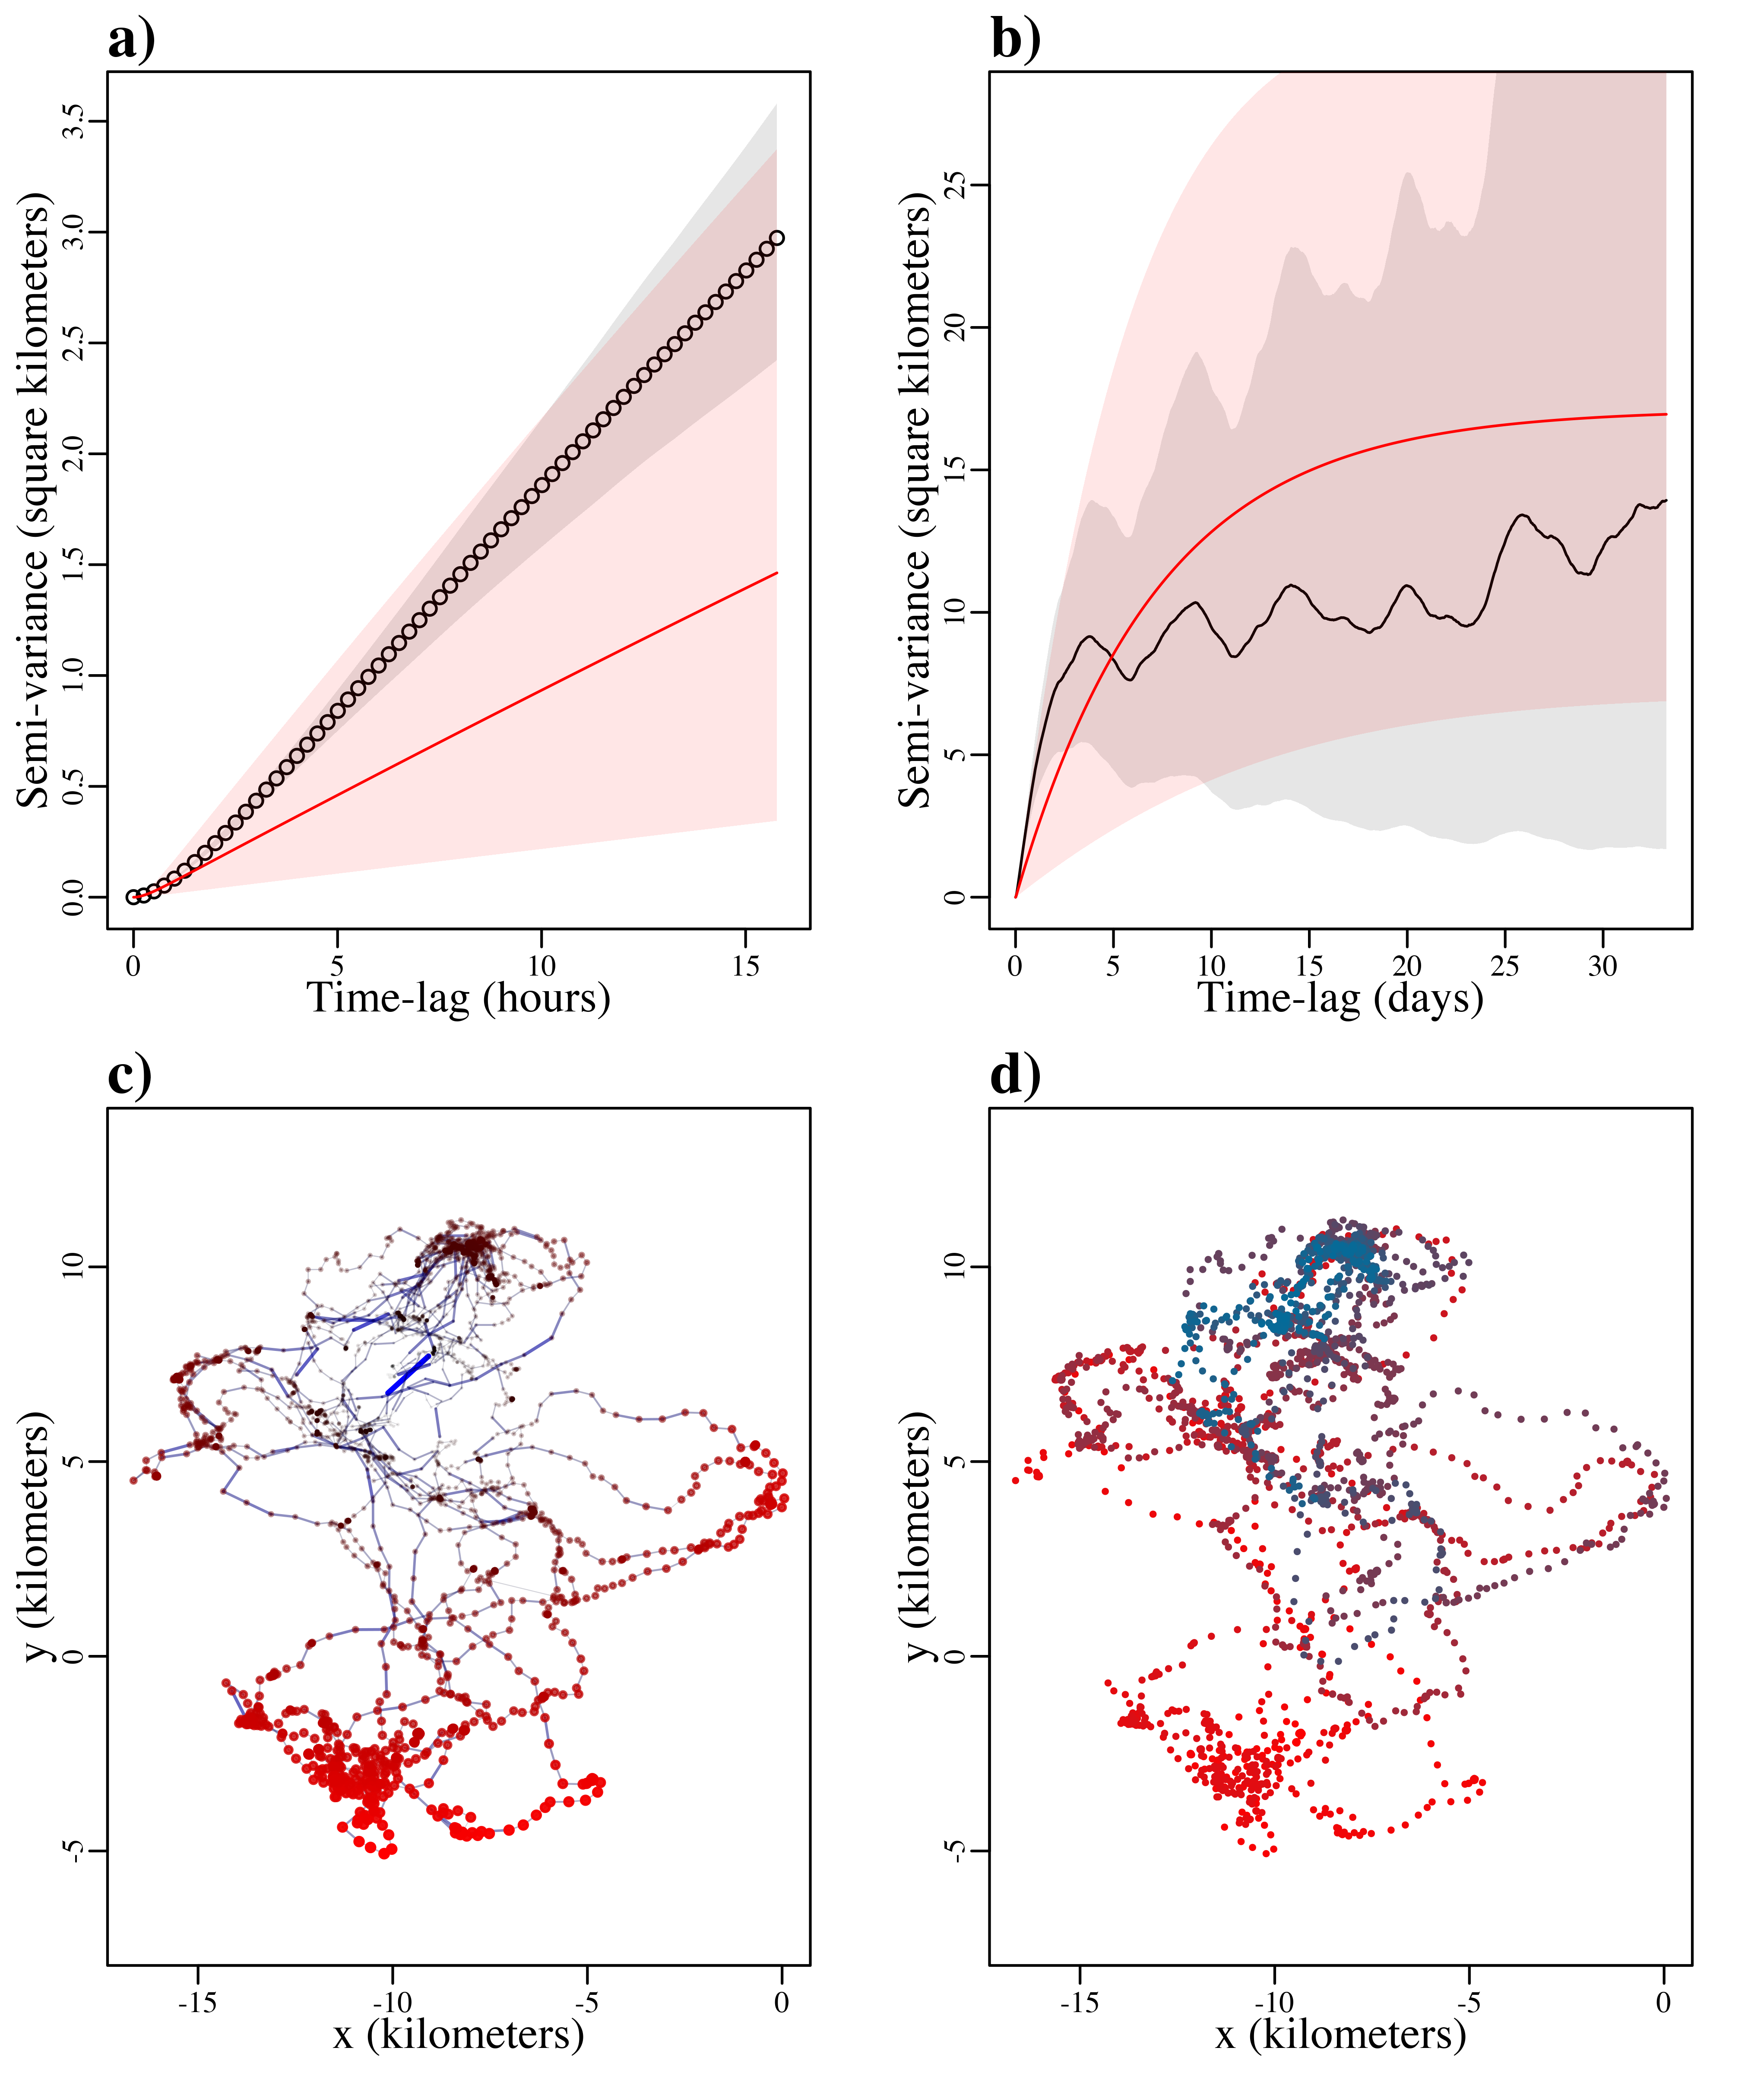 a)
Semi-variance (square kilometers)
3.5
3.0
2.5
2.0
1.5
1.0
0.5
0.0
0 5 10 15
Time-lag (hours)
b)
Semi-variance (square kilometers)
25
20
15
10
5
0
0 5 10 15 20 25 30
Time-lag (days)
c)
y (kilometers)
10
5
0
-5
-15 -10 -5 0
x (kilometers)
d)
y (kilometers)
10
5
0
-5
-15 -10 -5 0
x (kilometers)